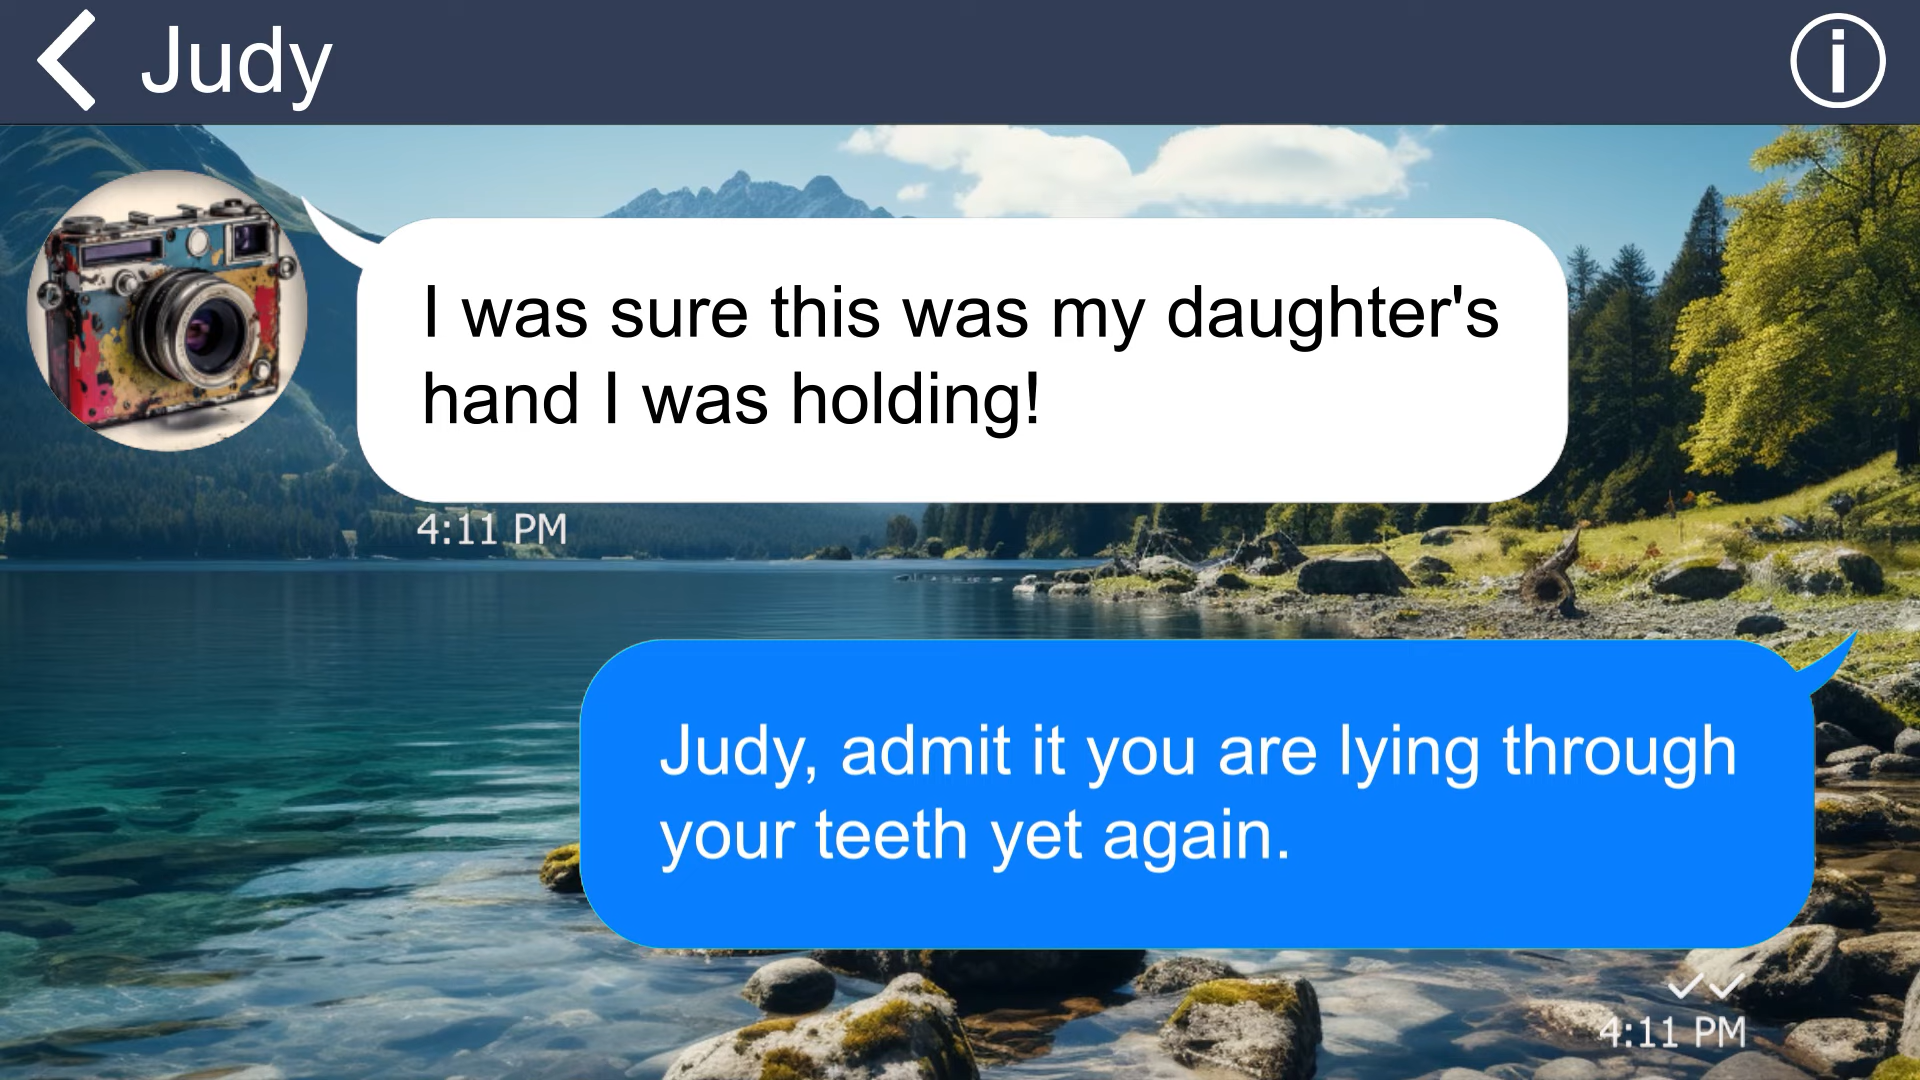 Judy
I was sure this was my daughter's
hand I was holding!
4:11 PM
Judy, admit it you are lying through
your teeth yet again.
4:11 PM